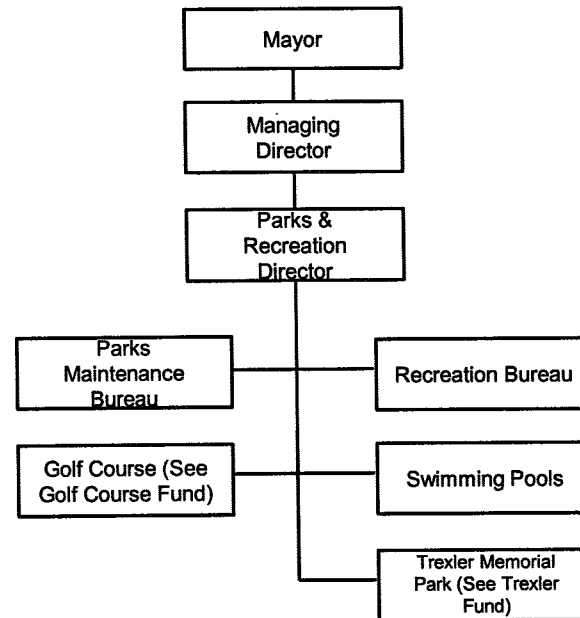 Mayor
Managing
Director
Parks &
Recreation
Director
Parks
Maintenance
Bureau
Recreation Bureau
Golf Course (See
Golf Course Fund)
Swimming Pools
Trexler Memorial
Park (See Trexler
Fund)